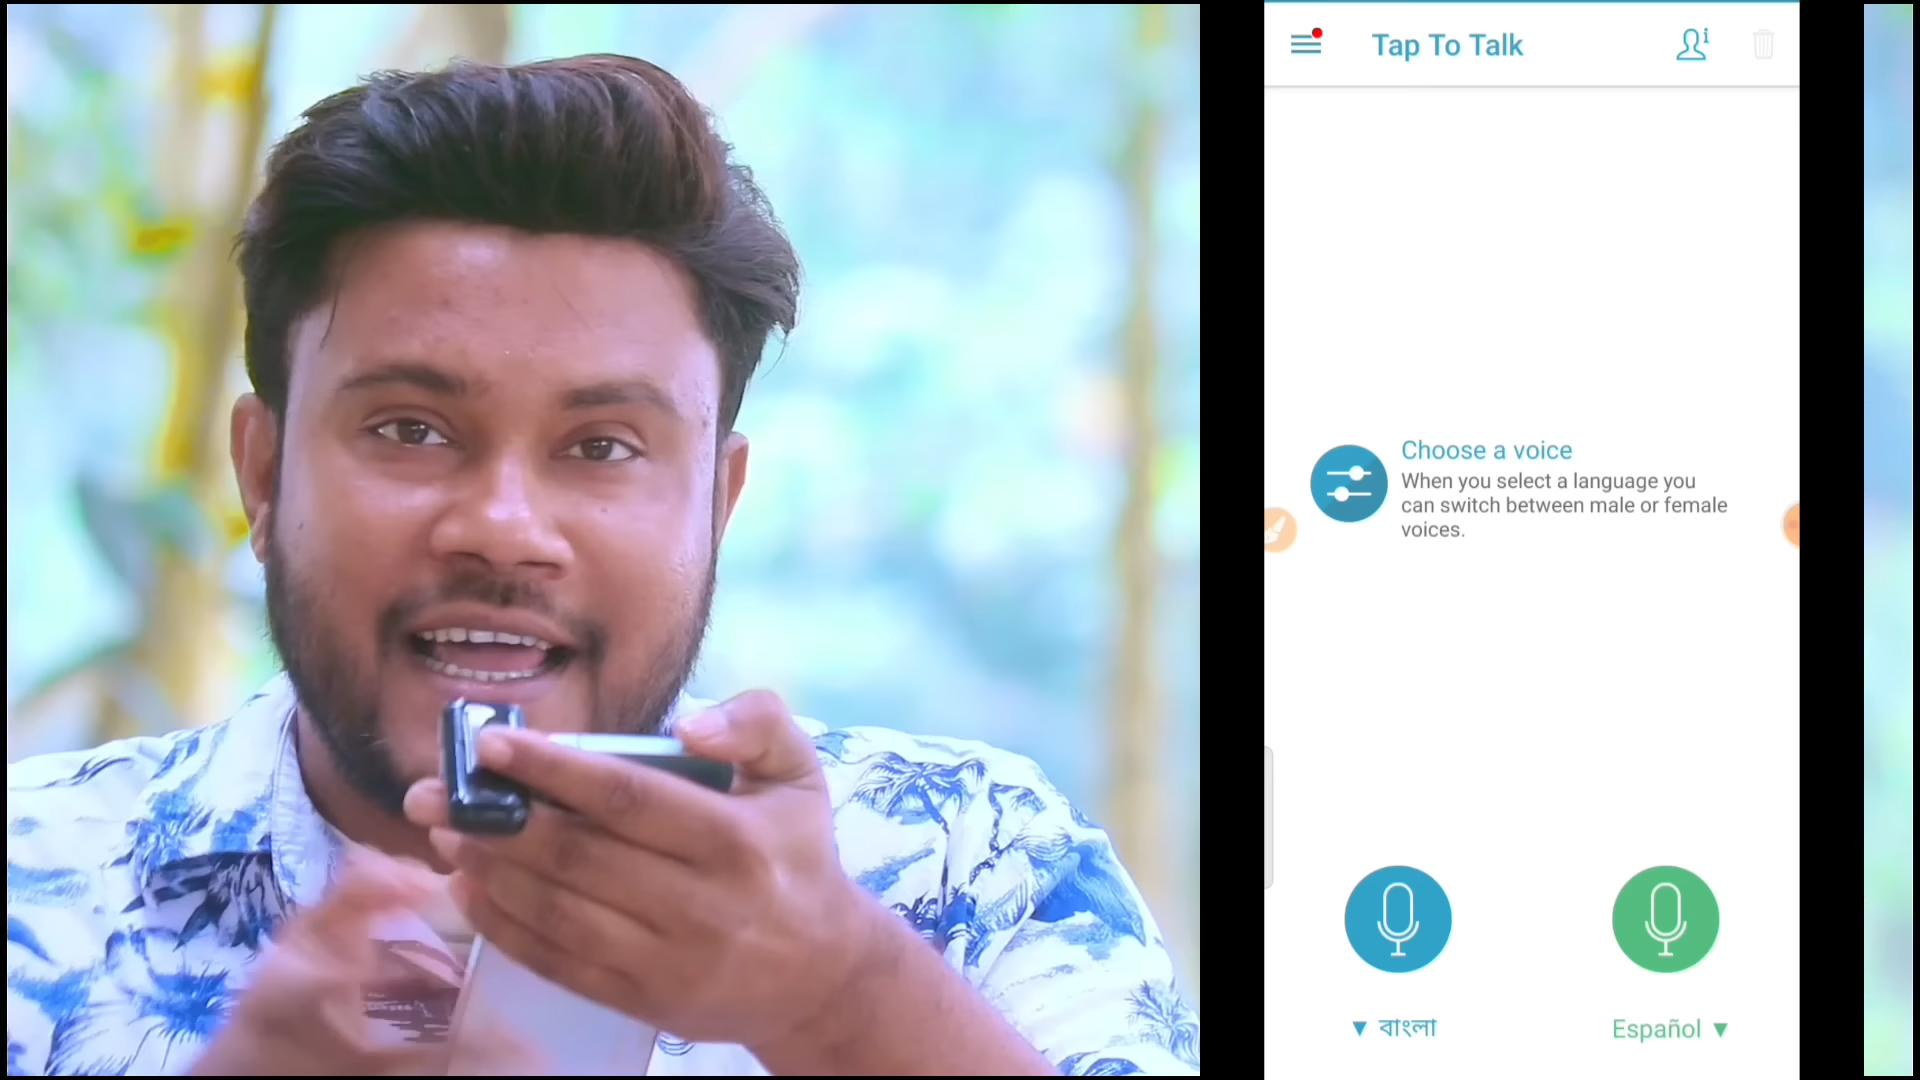 Tap To Talk
Choose a voice
When you select a language you
can switch between male or female
voices.
▼ বাংলা
Español ▼